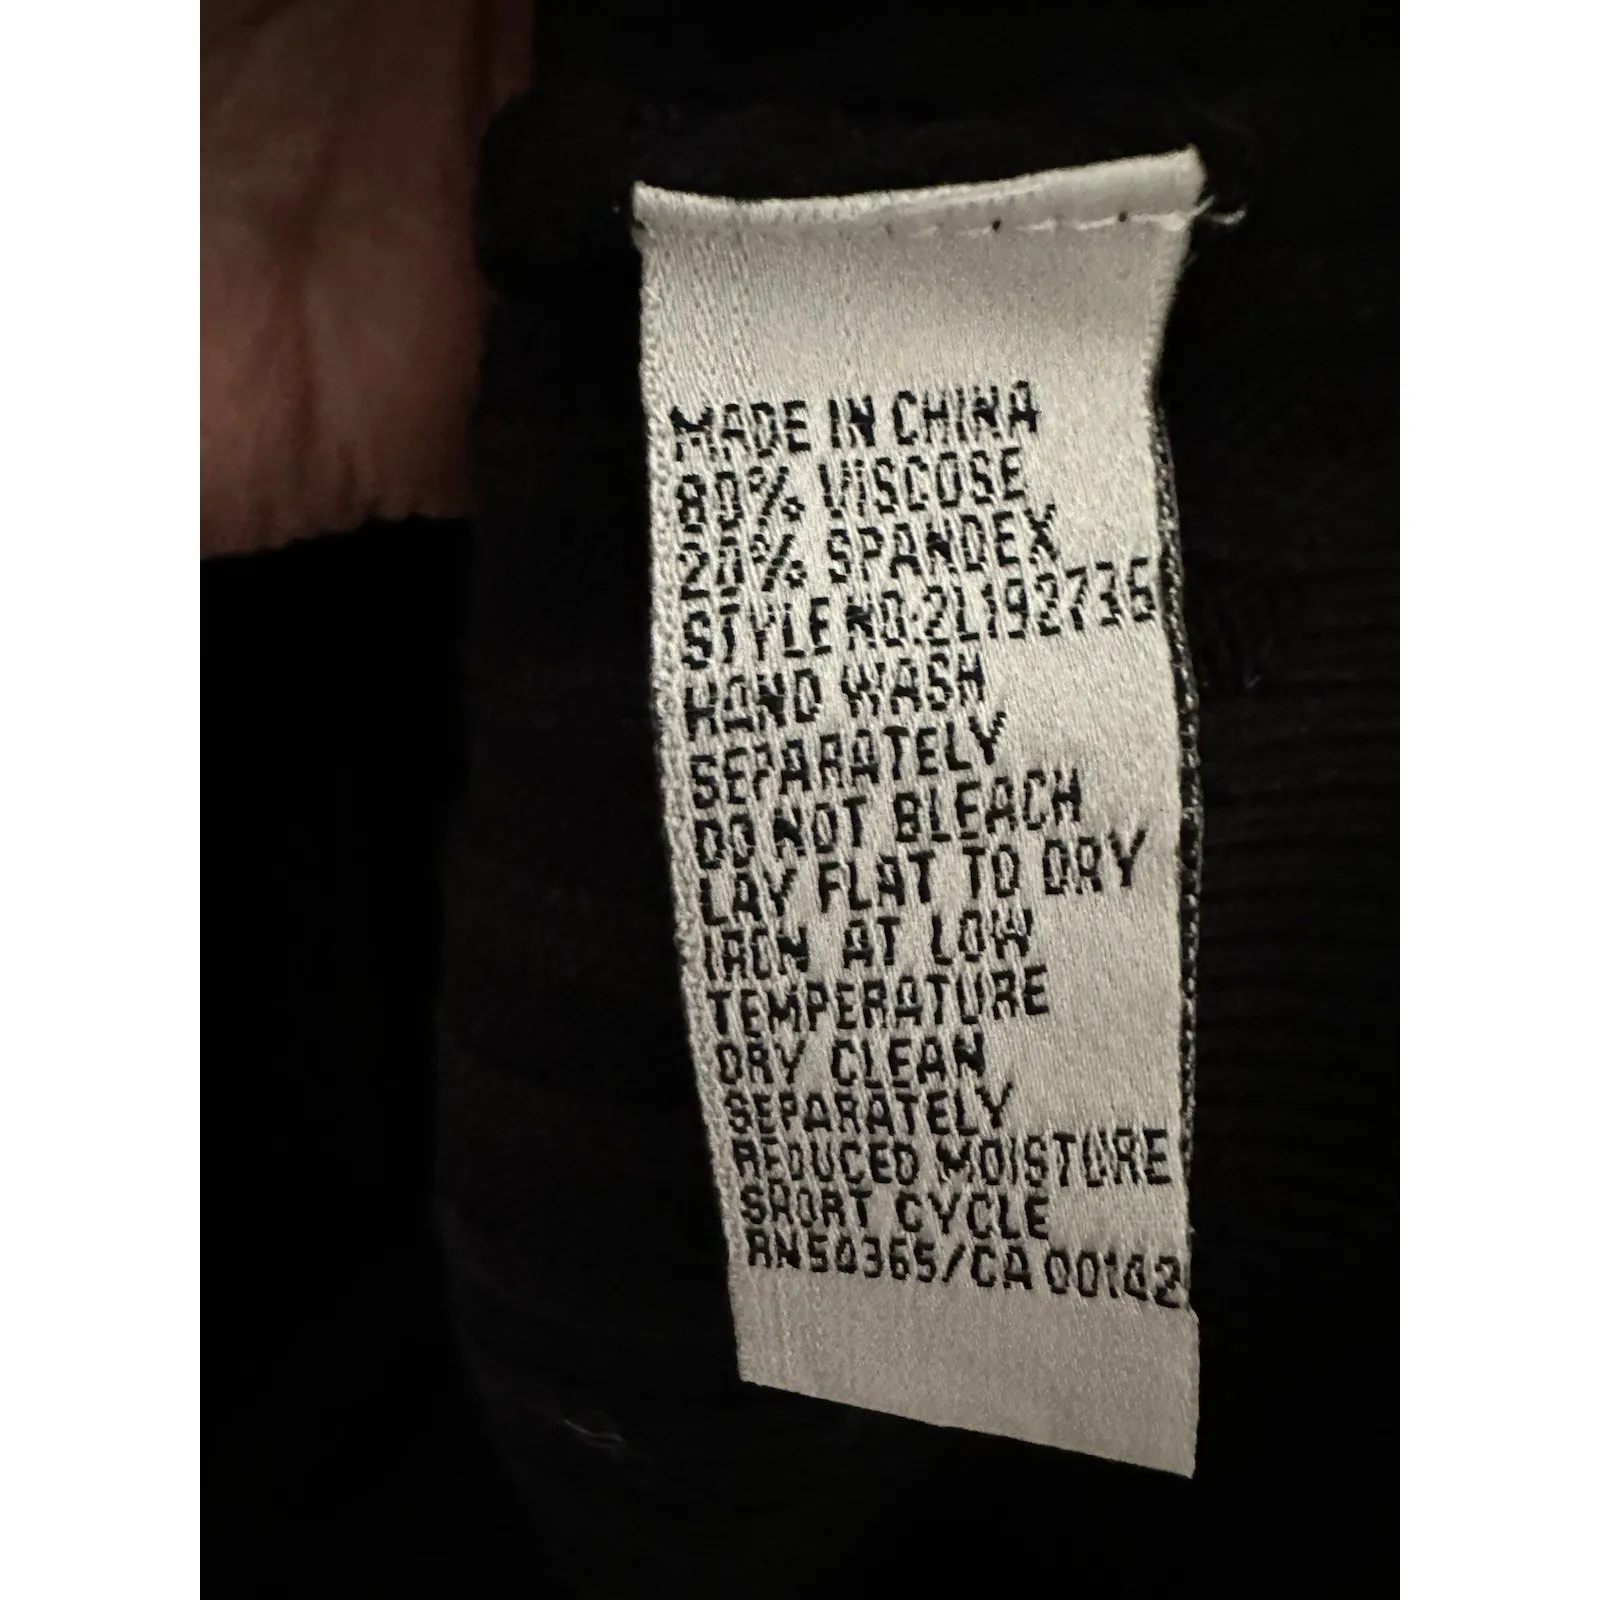 MADE IN CHINA
80% VISCOSE
20% SPANDEX
STYLE NO:2L192736
HAND WASH
SEPARATELY
DO NOT BLEACH
LAY FLAT TO DRY
IRON AT LOW
TEMPERATURE
DRY CLEAN
SEPARATELY
REDUCED MOISTURE
SHORT CYCLE
RN50365/CA 00142